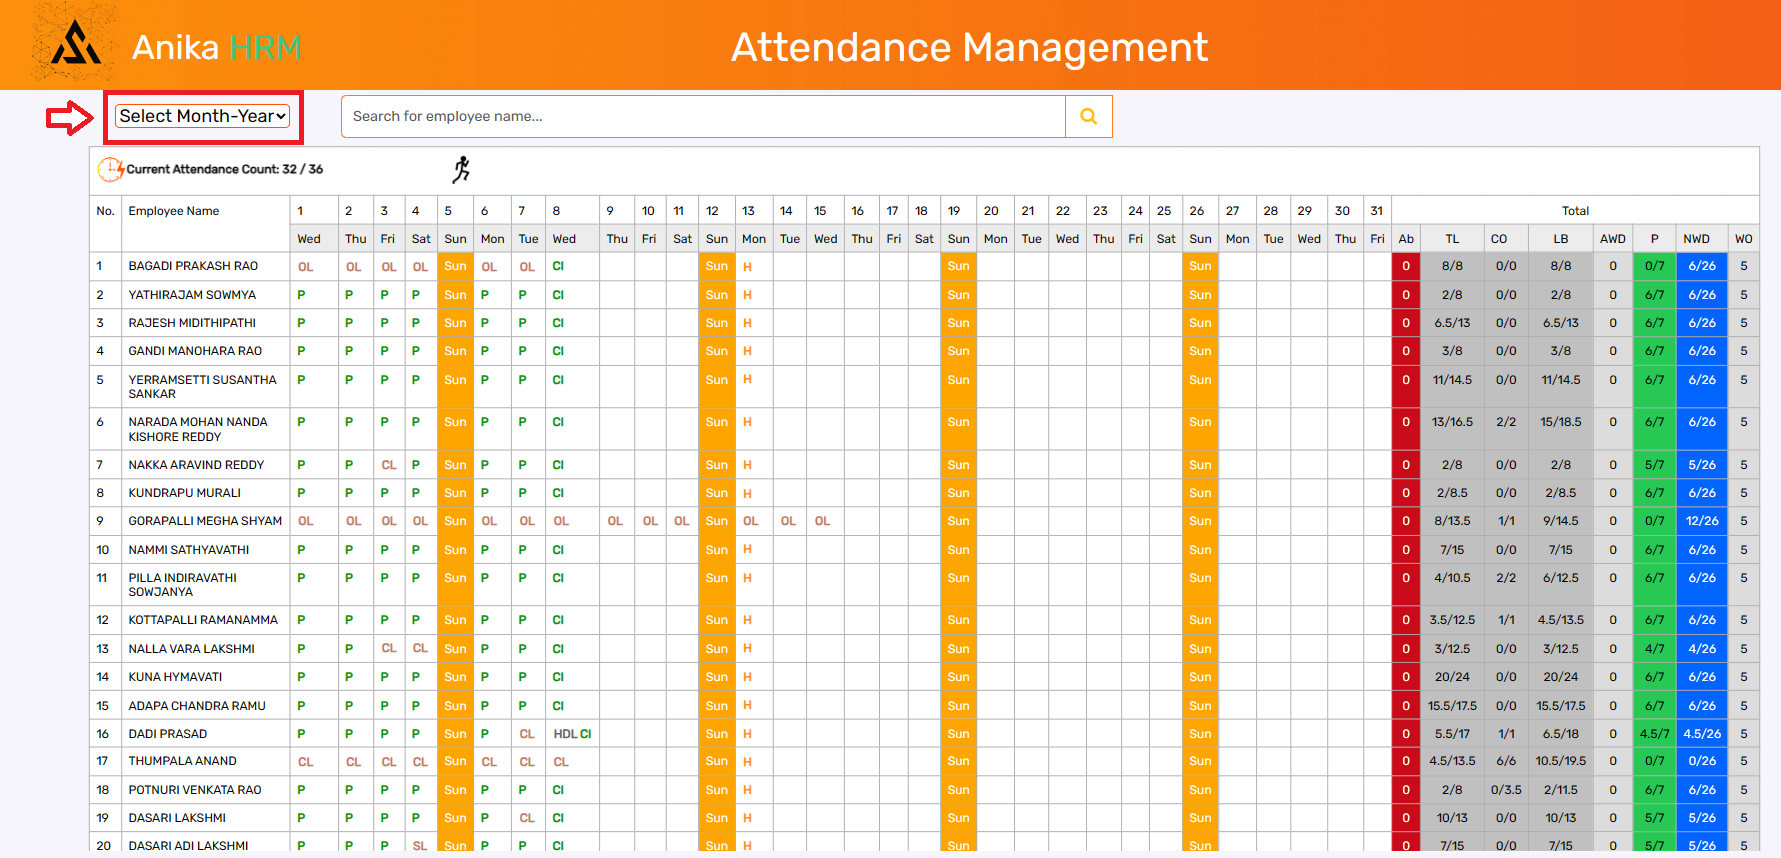 Anika HRM
Attendance Management
Select Month-Year
Search for employee name...
Current Attendance Count: 32 / 36
No. Employee Name 1 2 3 4 5 6 7 8 9 10 11 12 13 14 15 16 17 18 19 20 21 22 23 24 25 26 27 28 29 30 31 Total
Wed Thu Fri Sat Sun Mon Tue Wed Thu Fri Sat Sun Mon Tue Wed Thu Fri Sat Sun Mon Tue Wed Thu Fri Sat Sun Mon Tue Wed Thu Fri Ab TL CO LB AWD P NWD WO
1 BAGADI PRAKASH RAO OL OL OL OL Sun OL OL CI Sun H Sun Sun 0 8/8 0/0 8/8 0 0/7 6/26 5
2 YATHIRAJAM SOWMYA P P P P Sun P P CI Sun H Sun Sun 0 2/8 0/0 2/8 0 6/7 6/26 5
3 RAJESH MIDITHIPATHI P P P P Sun P P CI Sun H Sun Sun 0 6.5/13 0/0 6.5/13 0 6/7 6/26 5
4 GANDI MANOHARA RAO P P P P Sun P P CI Sun H Sun Sun 0 3/8 0/0 3/8 0 6/7 6/26 5
5 YERRAMSETTI SUSANTHA P P P P Sun P P CI Sun H Sun Sun 0 11/14.5 0/0 11/14.5 0 6/7 6/26 5
SANKAR
6 NARADA MOHAN NANDA P P P P Sun P P CI Sun H Sun Sun 0 13/16.5 2/2 15/18.5 0 6/7 6/26 5
KISHORE REDDY
7 NAKKA ARAVIND REDDY P P CL P Sun P P CI Sun H Sun Sun 0 2/8 0/0 2/8 0 5/7 5/26 5
8 KUNDRAPU MURALI P P P P Sun P P CI Sun H Sun Sun 0 2/8.5 0/0 2/8.5 0 6/7 6/26 5
9 GORAPALLI MEGHA SHYAM OL OL OL OL Sun OL OL OL OL OL OL Sun OL OL OL Sun Sun 0 8/13.5 1/1 9/14.5 0 0/7 12/26 5
10 NAMMI SATHYAVATHI P P P P Sun P P CI Sun H Sun Sun 0 7/15 0/0 7/15 0 6/7 6/26 5
11 PILLA INDIRAVATHI P P P P Sun P P CI Sun H Sun Sun 0 4/10.5 2/2 6/12.5 0 6/7 6/26 5
SOWJANYA
12 KOTTAPALLI RAMANAMMA P P P P Sun P P CI Sun H Sun Sun 0 3.5/12.5 1/1 4.5/13.5 0 6/7 6/26 5
13 NALLA VARA LAKSHMI P P CL CL Sun P P CI Sun H Sun Sun 0 3/12.5 0/0 3/12.5 0 4/7 4/26 5
14 KUNA HYMAVATI P P P P Sun P P CI Sun H Sun Sun 0 20/24 0/0 20/24 0 6/7 6/26 5
15 ADAPA CHANDRA RAMU P P P P Sun P P CI Sun H Sun Sun 0 15.5/17.5 0/0 15.5/17.5 0 6/7 6/26 5
16 DADI PRASAD P P P P Sun P CL HDL CI Sun H Sun Sun 0 5.5/17 1/1 6.5/18 0 4.5/7 4.5/26 5
17 THUMPALA ANAND CL CL CL CL Sun CL CL CL Sun H Sun Sun 0 4.5/13.5 6/6 10.5/19.5 0 0/7 0/26 5
18 POTNURI VENKATA RAO P P P P Sun P P CI Sun H Sun Sun 0 2/8 0/3.5 2/11.5 0 6/7 6/26 5
19 DASARI LAKSHMI P P P P Sun P CL CI Sun H Sun Sun 0 10/13 0/0 10/13 0 5/7 5/26 5
20 DASARI ADI LAKSHMI P P P SL Sun P P CI Sun H Sun Sun 0 7/15 0/0 7/15 0 5/7 5/26 5